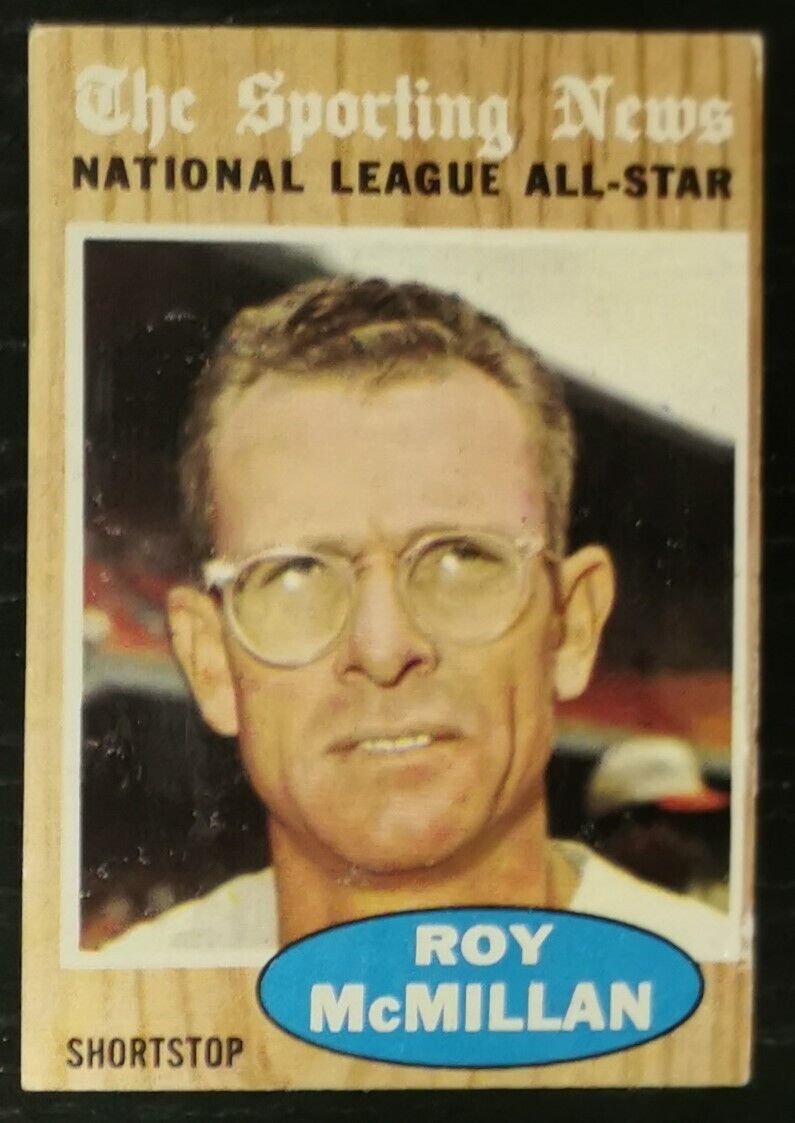 The Sporting News
NATIONAL LEAGUE ALL-STAR
ROY
McMILLAN
SHORTSTOP